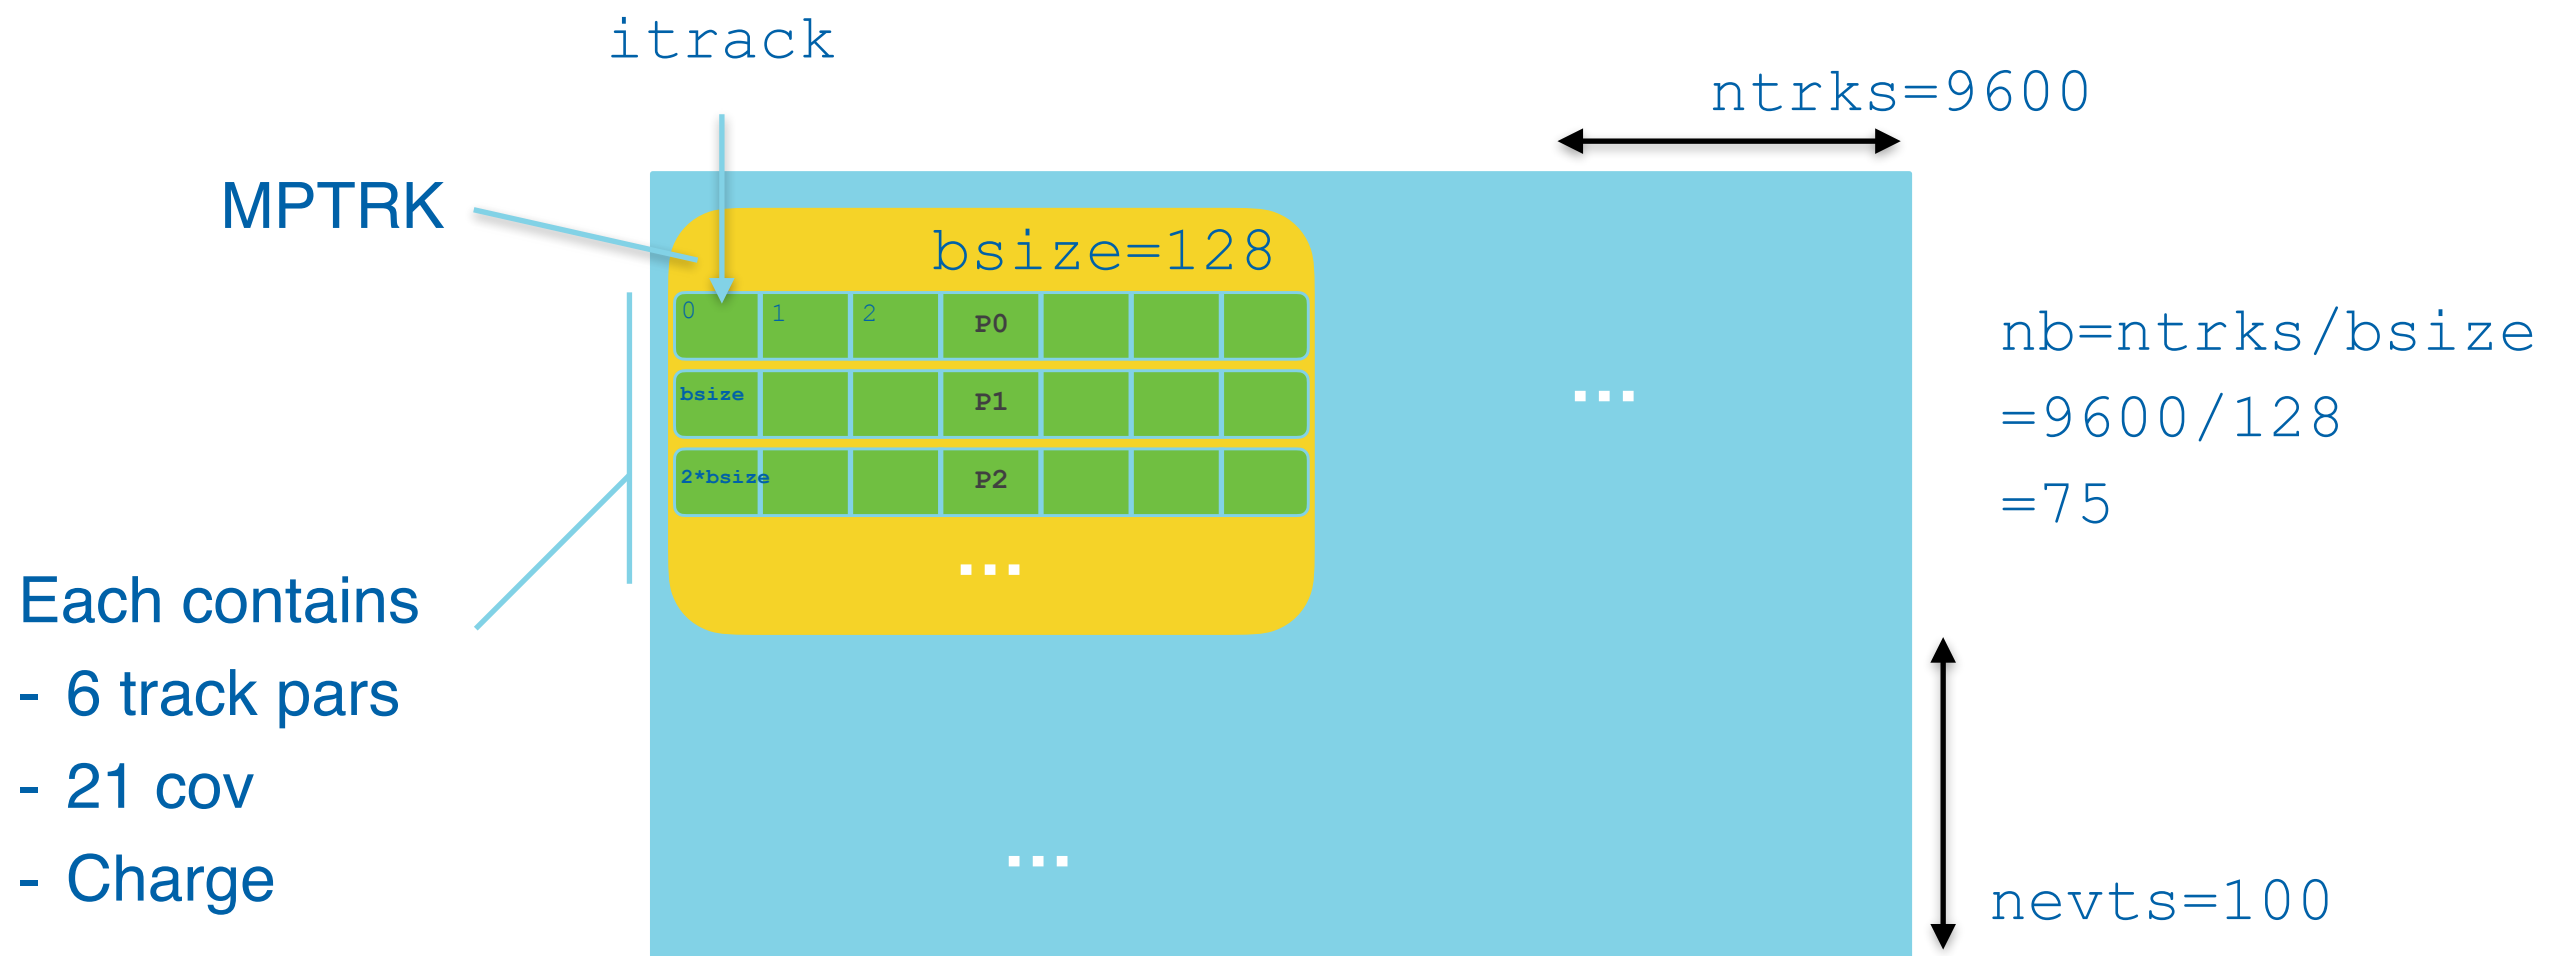 itrack
ntrks=9600
MPTRK
bsize=128
0 1 2 P0
bsize P1
2*bsize P2
...
...
...
nb=ntrks/bsize
=9600/128
=75
Each contains
- 6 track pars
- 21 cov
- Charge
nevts=100